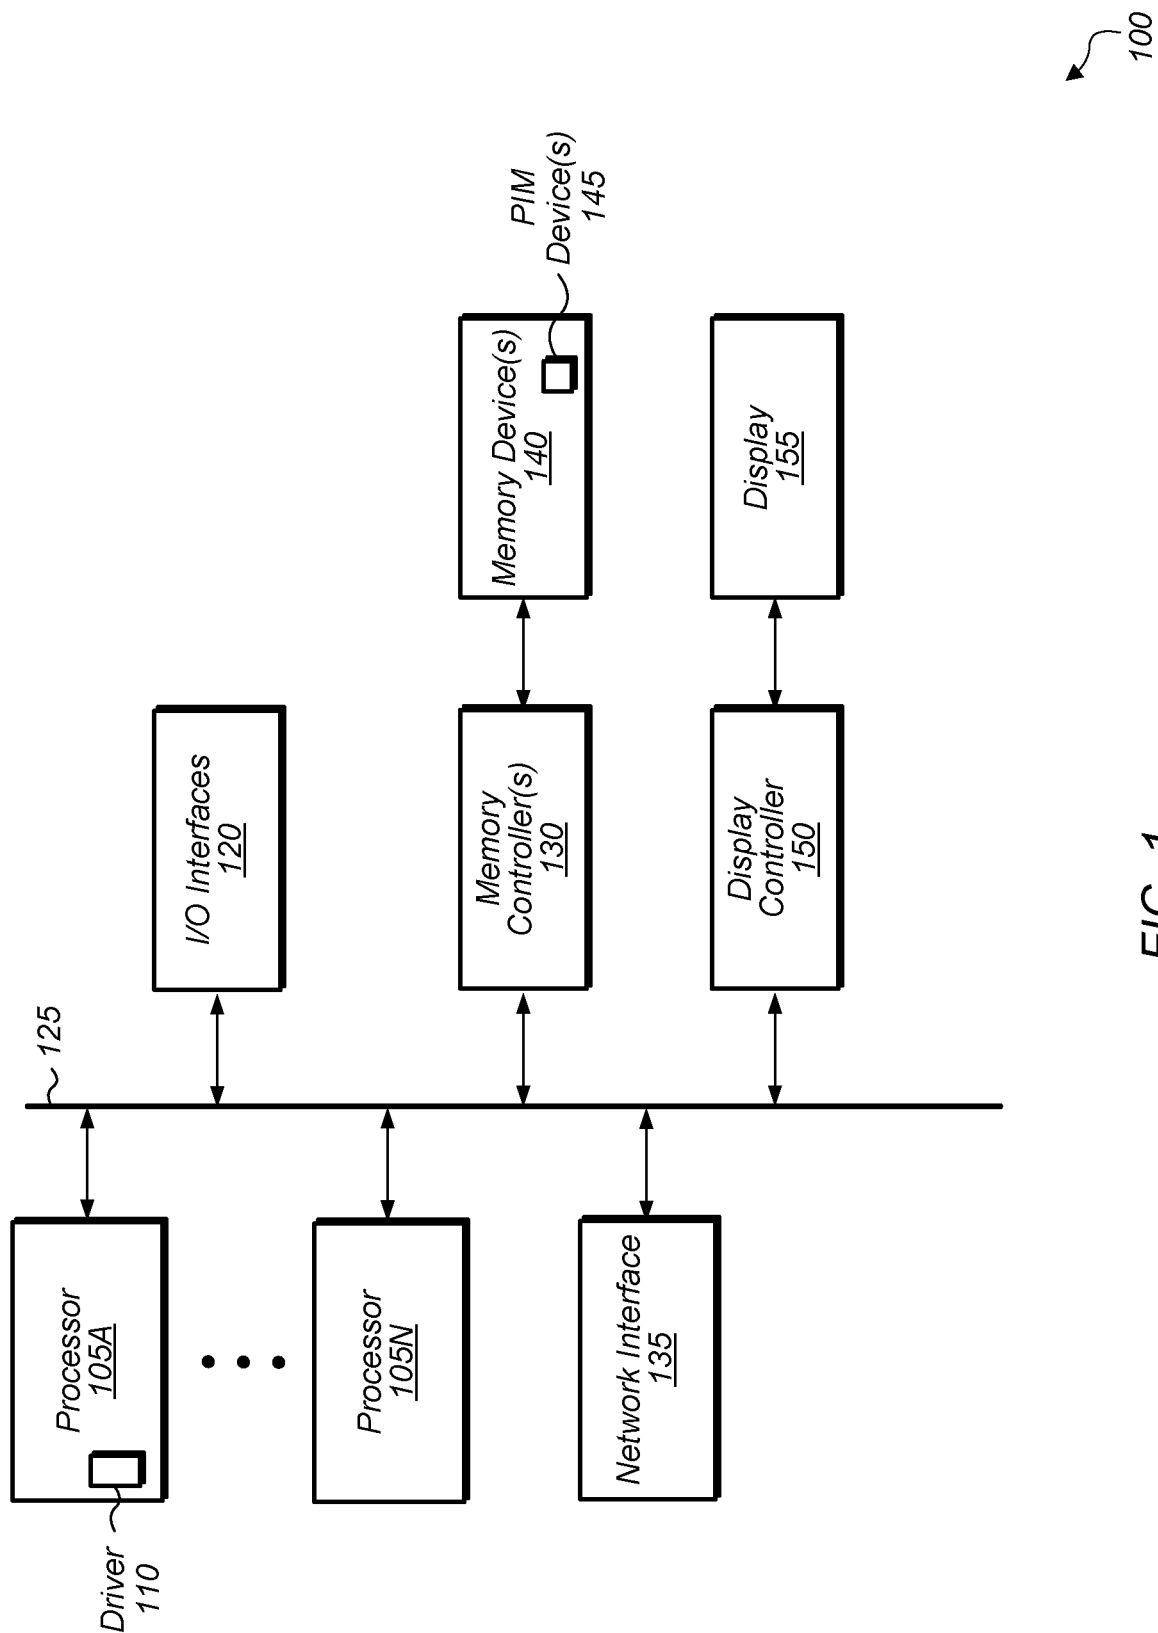 100
Processor
105A
Driver
110
Processor
105N
Network Interface
135
125
I/O Interfaces
120
Memory
Controller(s)
130
Memory Device(s)
140
PIM
Device(s)
145
Display
Controller
150
Display
155
FIG. 1